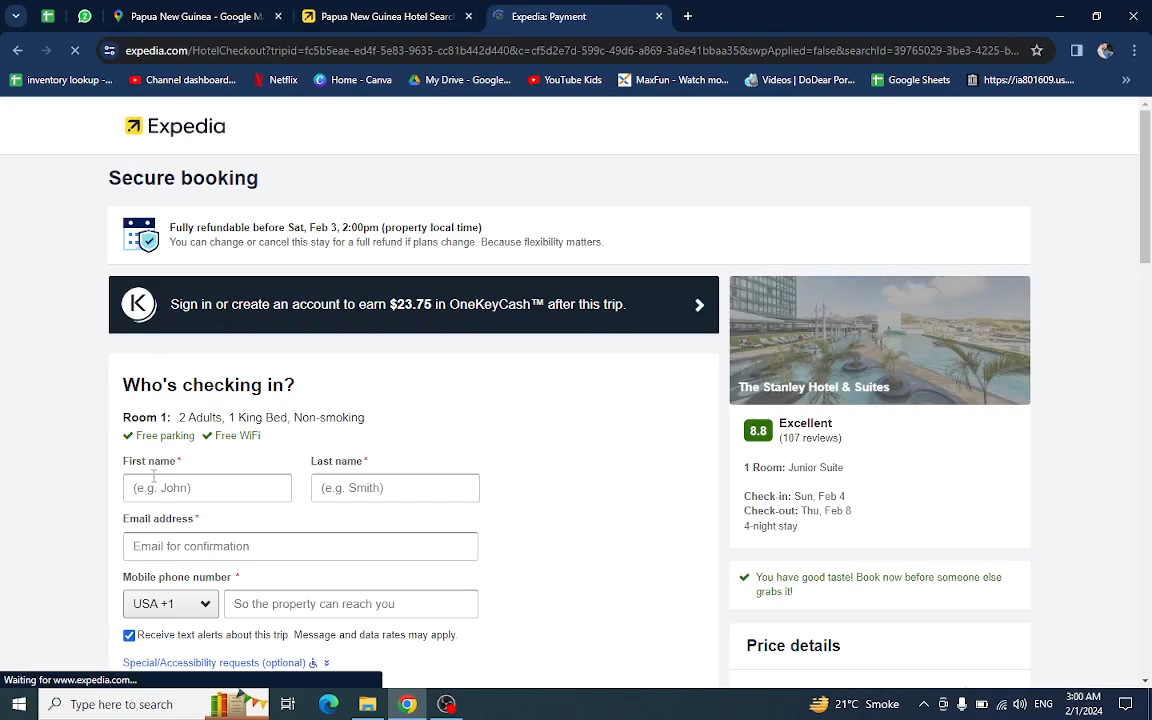 Papua New Guinea - Google Ma
Papua New Guinea Hotel Searc
Expedia: Payment
expedia.com/HotelCheckout?tripid=fc5b5eae-ed4f-5e83-9635-cc81b442d440&c=cf5d2e7d-599c-49d6-a869-3a8e41bbaa35&swpApplied=false&searchId=39765029-3be3-4225-b...
inventory lookup -...
Channel dashboard...
Netflix
Home - Canva
My Drive - Google...
YouTube Kids
MaxFun - Watch mo...
Videos | DoDear Por...
Google Sheets
https://ia801609.us....
Expedia
Secure booking
Fully refundable before Sat, Feb 3, 2:00pm (property local time)
You can change or cancel this stay for a full refund if plans change. Because flexibility matters.
K
Sign in or create an account to earn $23.75 in OneKeyCash™ after this trip.
Who's checking in?
Room 1: 2 Adults, 1 King Bed, Non-smoking
Free parking Free WiFi
First name* Last name*
(e.g. John) (e.g. Smith)
Email address*
Email for confirmation
Mobile phone number *
USA +1 So the property can reach you
Receive text alerts about this trip. Message and data rates may apply.
Special/Accessibility requests (optional)
The Stanley Hotel & Suites
8.8 Excellent
(107 reviews)
1 Room: Junior Suite
Check-in: Sun, Feb 4
Check-out: Thu, Feb 8
4-night stay
You have good taste! Book now before someone else
grabs it!
Price details
Waiting for www.expedia.com...
Type here to search
21°C Smoke
ENG
3:00 AM
2/1/2024